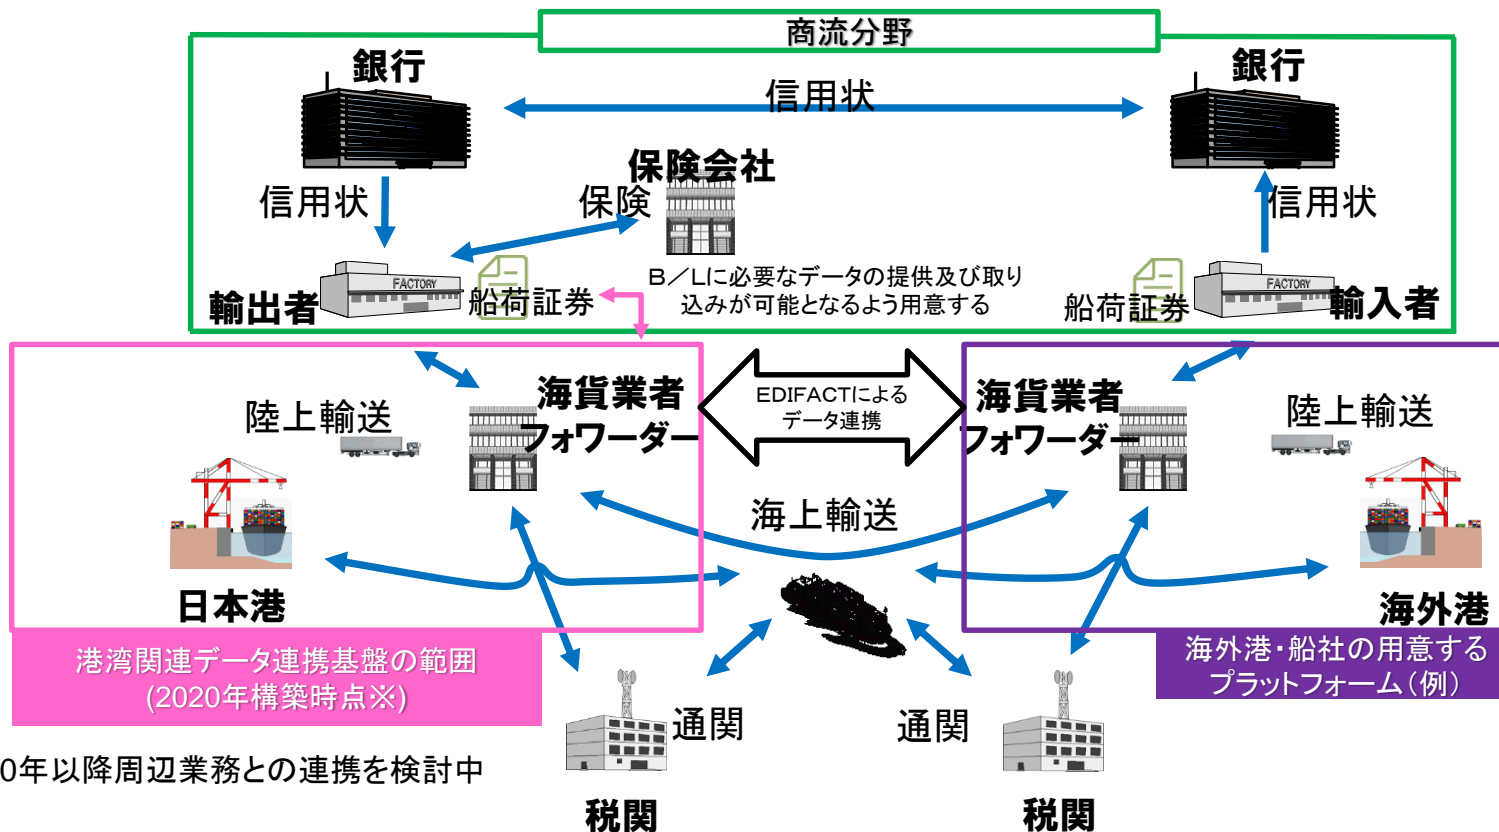 商流分野
銀行
銀行
信用状
保険会社
信用状
保険
信用状
FACTORY
FACTORY
B／Lに必要なデータの提供及び取り
込みが可能となるよう用意する
輸出者
船荷証券
船荷証券
輸入者
海貨業者
フォワーダー
EDIFACTによる
データ連携
海貨業者
フォワーダー
陸上輸送
陸上輸送
海上輸送
日本港
海外港
港湾関連データ連携基盤の範囲
(2020年構築時点※)
海外港・船社の用意する
プラットフォーム（例）
通関
通関
0年以降周辺業務との連携を検討中
税関
税関